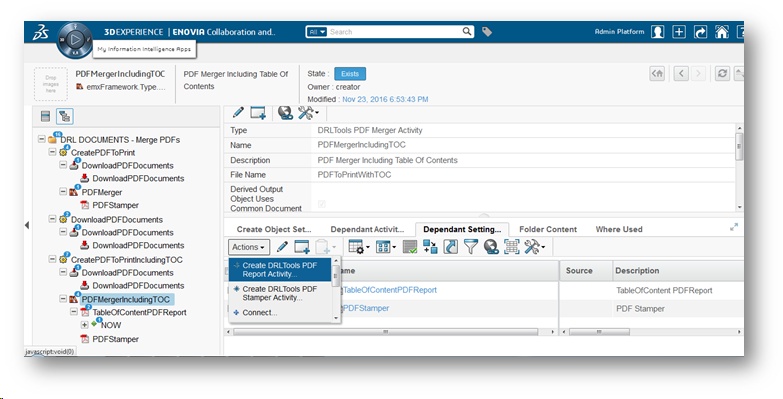 3DEXPERIENCE | ENOVIA Collaboration and..
All
Search
Admin Platform
My Information Intelligence Apps
Drop
images
here
PDFMergerIncludingTOC
emxFramework Type....
PDF Merger Including Table Of
Contents
State : Exists
Owner : creator
Modified : Nov 23, 2016 6:53:43 PM
DRL DOCUMENTS - Merge PDFs
CreatePDFToPrint
DownloadPDFDocuments
DownloadPDFDocuments
PDFMerger
PDFStamper
DownloadPDFDocuments
DownloadPDFDocuments
DownloadPDFDocuments
CreatePDFToPrintIncludingTOC
DownloadPDFDocuments
DownloadPDFDocuments
PDFMergerIncludingTOC
TableOfContentPDFReport
NOW
PDFStamper
javascript:void(0)
Type DRLTools PDF Merger Activity
Name PDFMergerIncludingTOC
Description PDF Merger Including Table Of Contents
File Name PDFToPrintWithTOC
Derived Output
Object Uses
Common Document
Create Object Set... Dependant Activit... Dependant Setting... Folder Content Where Used
Actions
Create DRLTools PDF
Report Activity...
Create DRLTools PDF
Stamper Activity...
Connect...
ame Source Description
TableOfContentPDFReport TableOfContent PDFReport
PDFStamper PDF Stamper